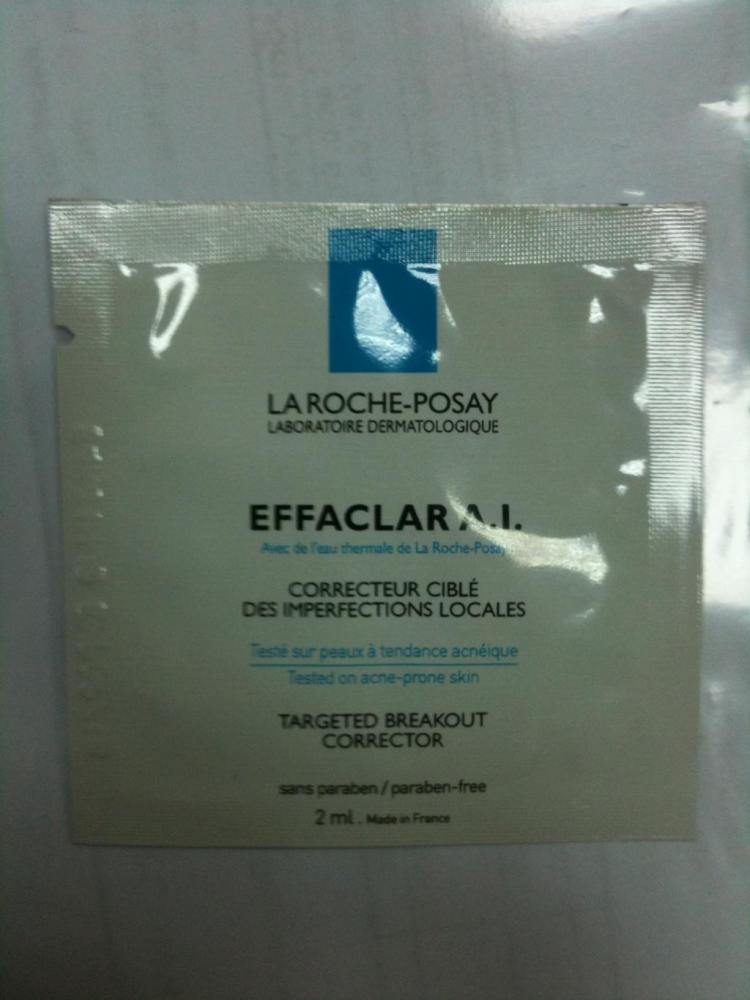 LA ROCHE-POSAY
LABORATOIRE DERMATOLOGIQUE
EFFACLAR A.I.
Avec de l'eau thermale de La Roche-Posay
CORRECTEUR CIBLÉ
DES IMPERFECTIONS LOCALES
Testé sur peaux à tendance acnéique
Tested on acne-prone skin
TARGETED BREAKOUT
CORRECTOR
sans paraben / paraben-free
2 ml . Made in France